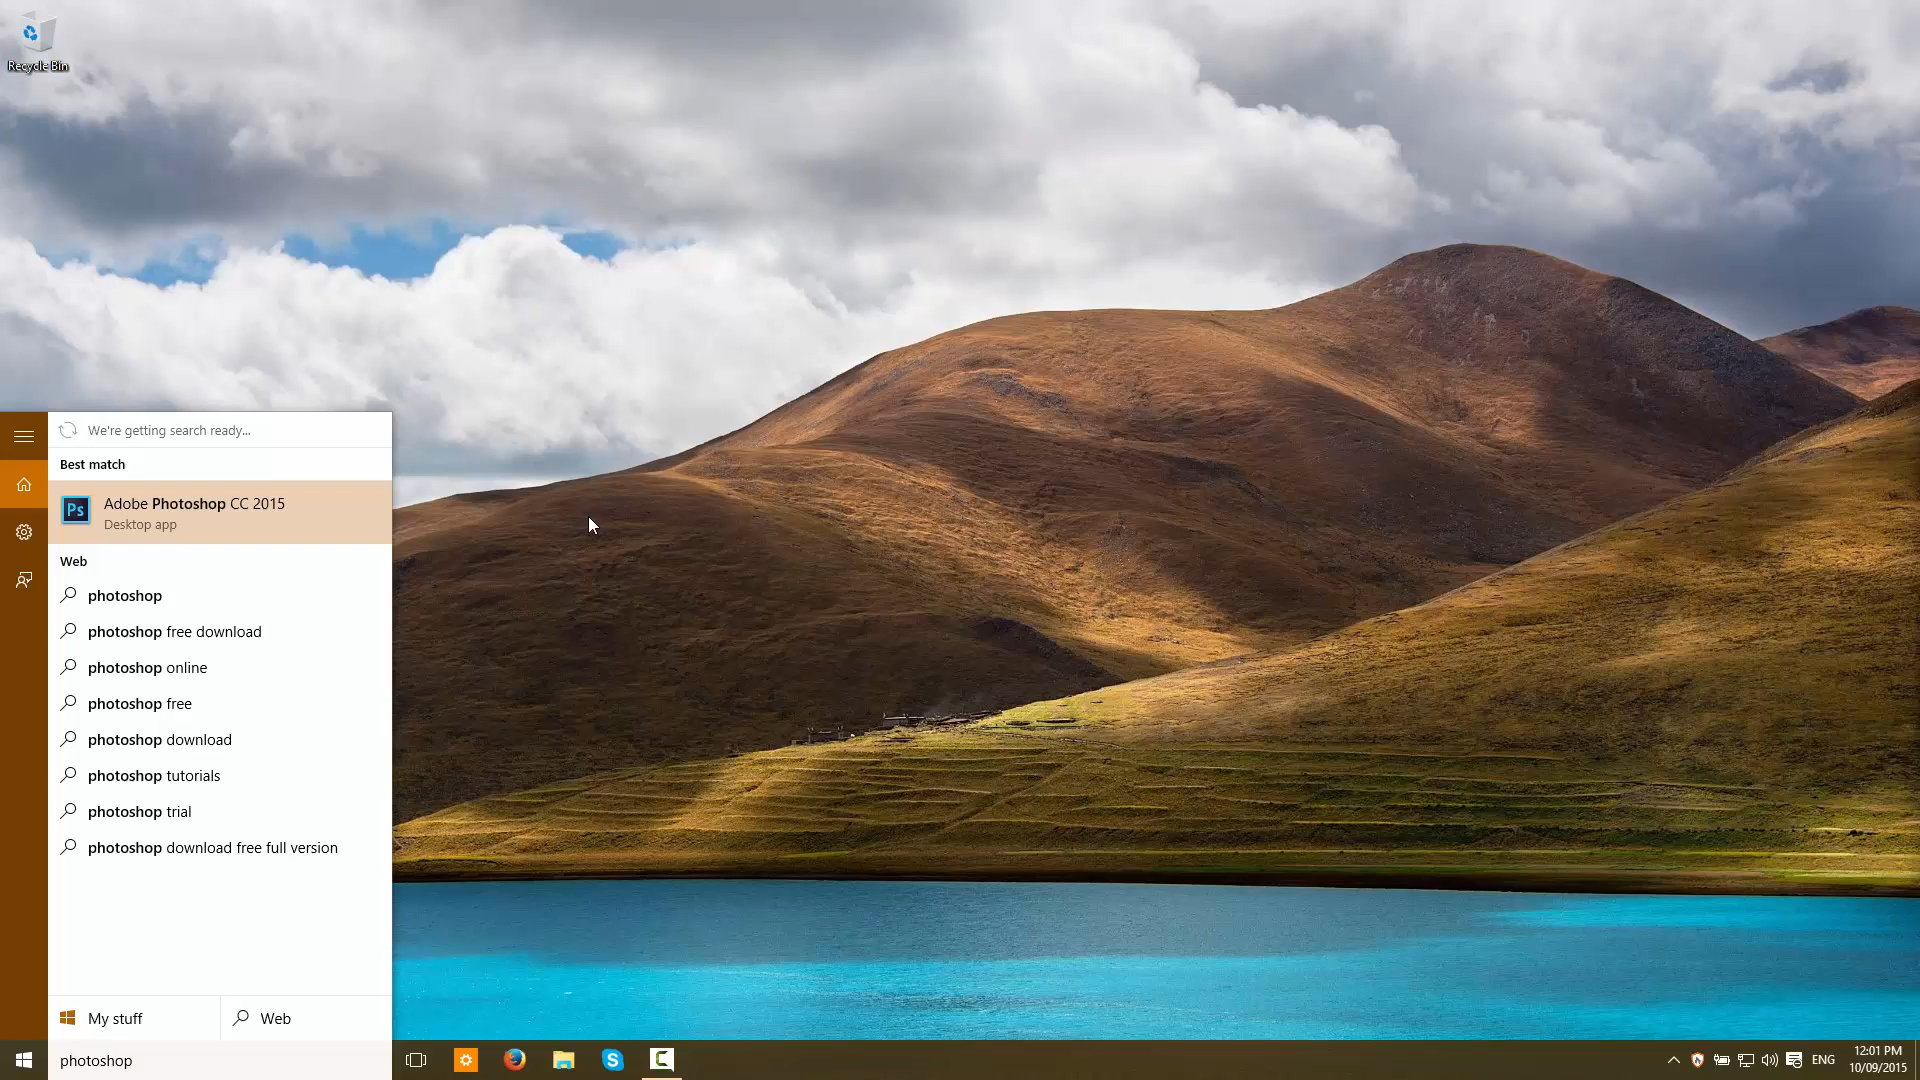 Recycle Bin
We're getting search ready...
Best match
Ps
Adobe Photoshop CC 2015
Desktop app
Web
photoshop
photoshop free download
photoshop online
photoshop free
photoshop download
photoshop tutorials
photoshop trial
photoshop download free full version
My stuff
Web
photoshop
ENG
12:01 PM
10/09/2015